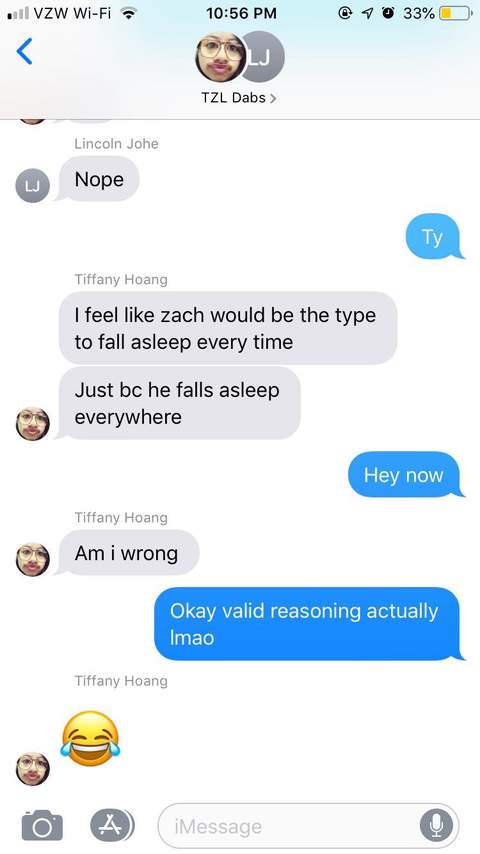 VZW Wi-Fi 10:56 PM 33%
LJ
TZL Dabs
Lincoln Johe
LJ
Nope
Ty
Tiffany Hoang
I feel like zach would be the type
to fall asleep every time
Just bc he falls asleep
everywhere
Hey now
Tiffany Hoang
Am i wrong
Okay valid reasoning actually
lmao
Tiffany Hoang
😂
iMessage